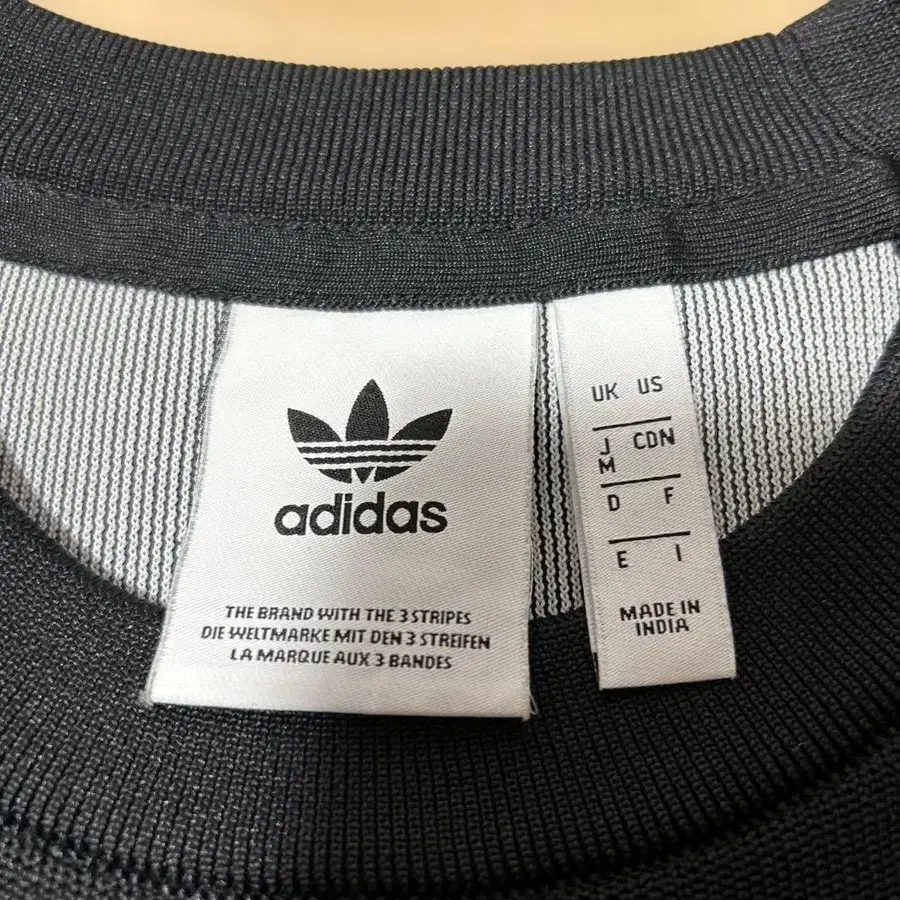 adidas
THE BRAND WITH THE 3 STRIPES
DIE WELTMARKE MIT DEN 3 STREIFEN
LA MARQUE AUX 3 BANDES
UK US
J CDN
M
D F
E I
MADE IN
INDIA